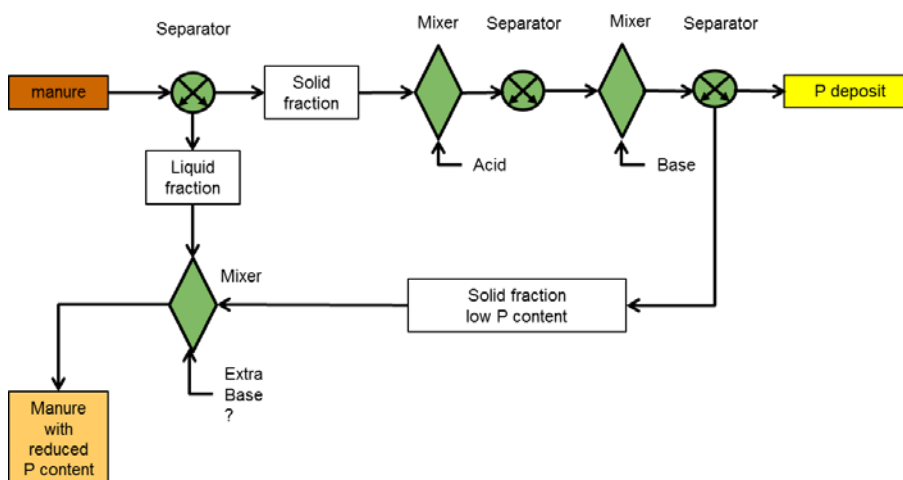 Mixer
Separator
Mixer
Separator
Separator
manure
Solid
fraction
P deposit
Liquid
fraction
Acid
Base
Mixer
Solid fraction
low P content
Extra
Base
?
Manure
with
reduced
P content